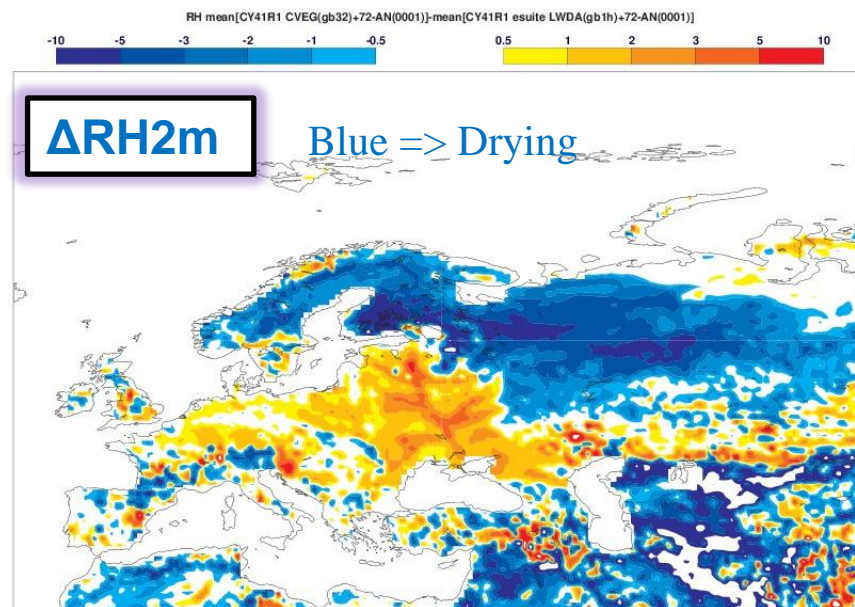 RH mean[CY41R1 CVEG(gb32)+72-AN(0001)]-mean[CY41R1 esuite LWDA(gb1h)+72-AN(0001)]
-10 -5 -3 -2 -1 -0.5 0.5 1 2 3 5 10
ΔRH2m Blue => Drying